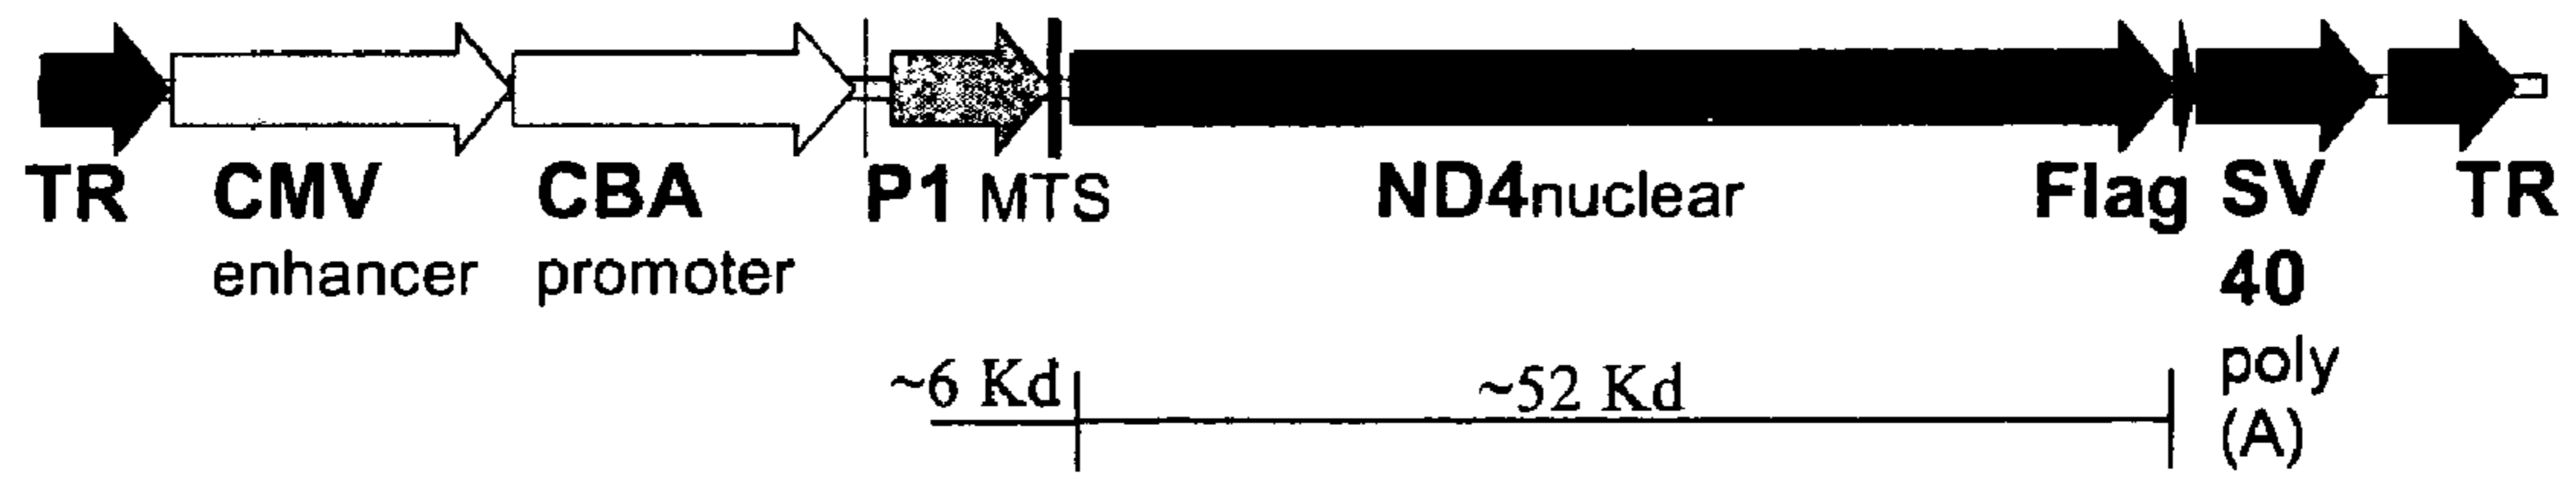 TR CMV CBA P1 MTS ND4nuclear Flag SV TR
enhancer promoter 40
poly
(A)
~6 Kd ~52 Kd